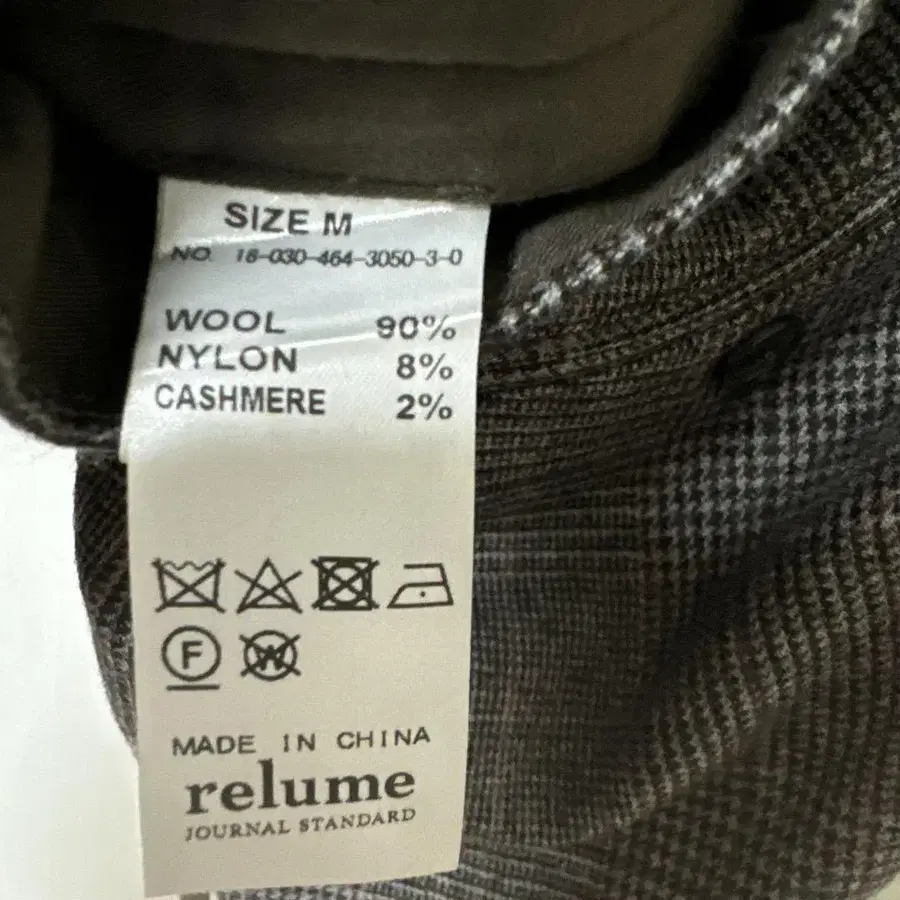 SIZE M
NO. 18-030-464-3050-3-0
WOOL 90%
NYLON 8%
CASHMERE 2%
F W
MADE IN CHINA
relume
JOURNAL STANDARD